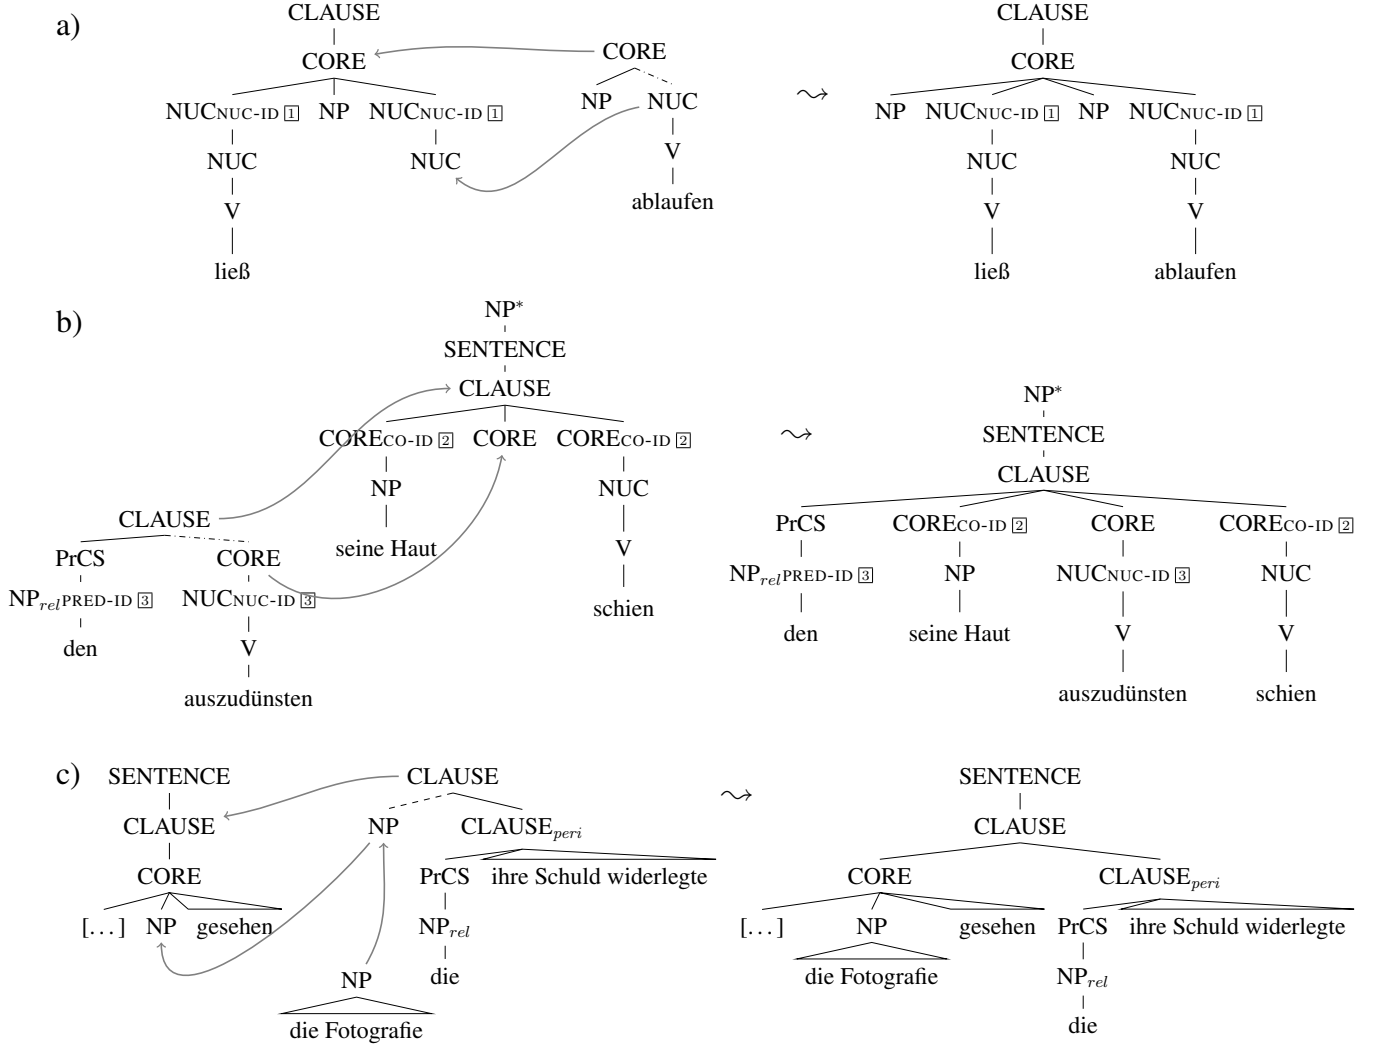 a)
CLAUSE
CORE
NUCNUC-ID 1 NP NUCNUC-ID 1
NUC NUC
V
ließ
CORE
NP NUC
V
ablaufen
⤳
CLAUSE
CORE
NP NUCNUC-ID 1 NP NUCNUC-ID 1
NUC NUC
V V
ließ ablaufen
b)
CLAUSE
PrCS CORE
NPrelPRED-ID 3 NUCNUC-ID 3
den V
auszudünsten
NP*
SENTENCE
CLAUSE
CORECO-ID 2 CORE CORECO-ID 2
NP NUC
seine Haut V
schien
⤳
NP*
SENTENCE
CLAUSE
PrCS CORECO-ID 2 CORE CORECO-ID 2
NPrelPRED-ID 3 NP NUCNUC-ID 3 NUC
den seine Haut V V
auszudünsten schien
c)
SENTENCE
CLAUSE
CORE
[...] NP gesehen
CLAUSE
NP CLAUSEperi
PrCS ihre Schuld widerlegte
NPrel
die
NP
die Fotografie
⤳
SENTENCE
CLAUSE
CORE CLAUSEperi
[...] NP gesehen PrCS ihre Schuld widerlegte
die Fotografie NPrel
die